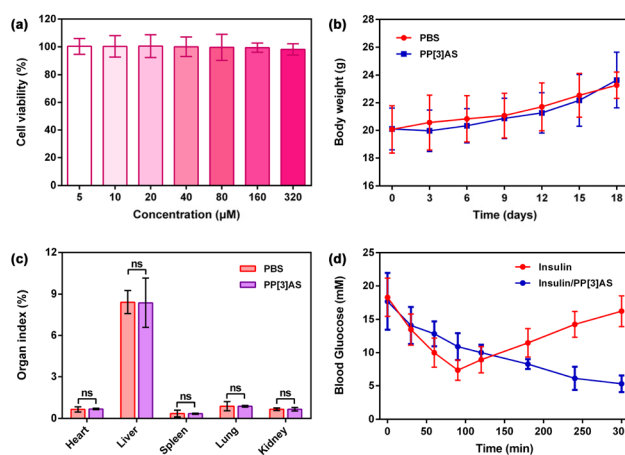 (a)
Cell viability (%)
120
100
80
60
40
20
0
5 10 20 40 80 160 320
Concentration (µM)
(b)
PBS
PP[3]AS
Body weight (g)
26
24
22
20
18
16
0 3 6 9 12 15 18
Time (days)
(c)
PBS
PP[3]AS
Organ index (%)
12
9
6
3
0
ns ns ns ns ns
Heart Liver Spleen Lung Kidney
(d)
Insulin
Insulin/PP[3]AS
Blood Gluoccose (mM)
25
20
15
10
5
0
0 50 100 150 200 250 300
Time (min)